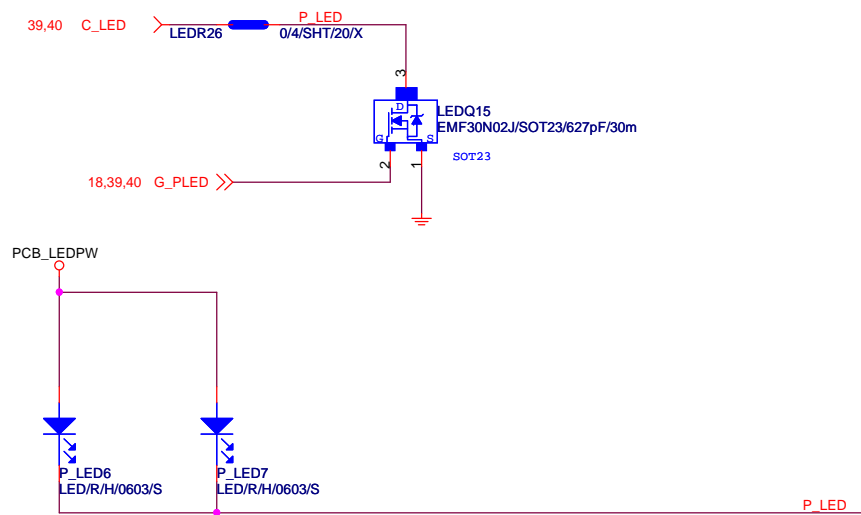 39,40 C_LED
LEDR26
P_LED
0/4/SHT/20/X
3
D
G
S
LEDQ15
EMF30N02J/SOT23/627pF/30m
SOT23
2
1
18,39,40 G_PLED
PCB_LEDPW
P_LED6
LED/R/H/0603/S
P_LED7
LED/R/H/0603/S
P_LED